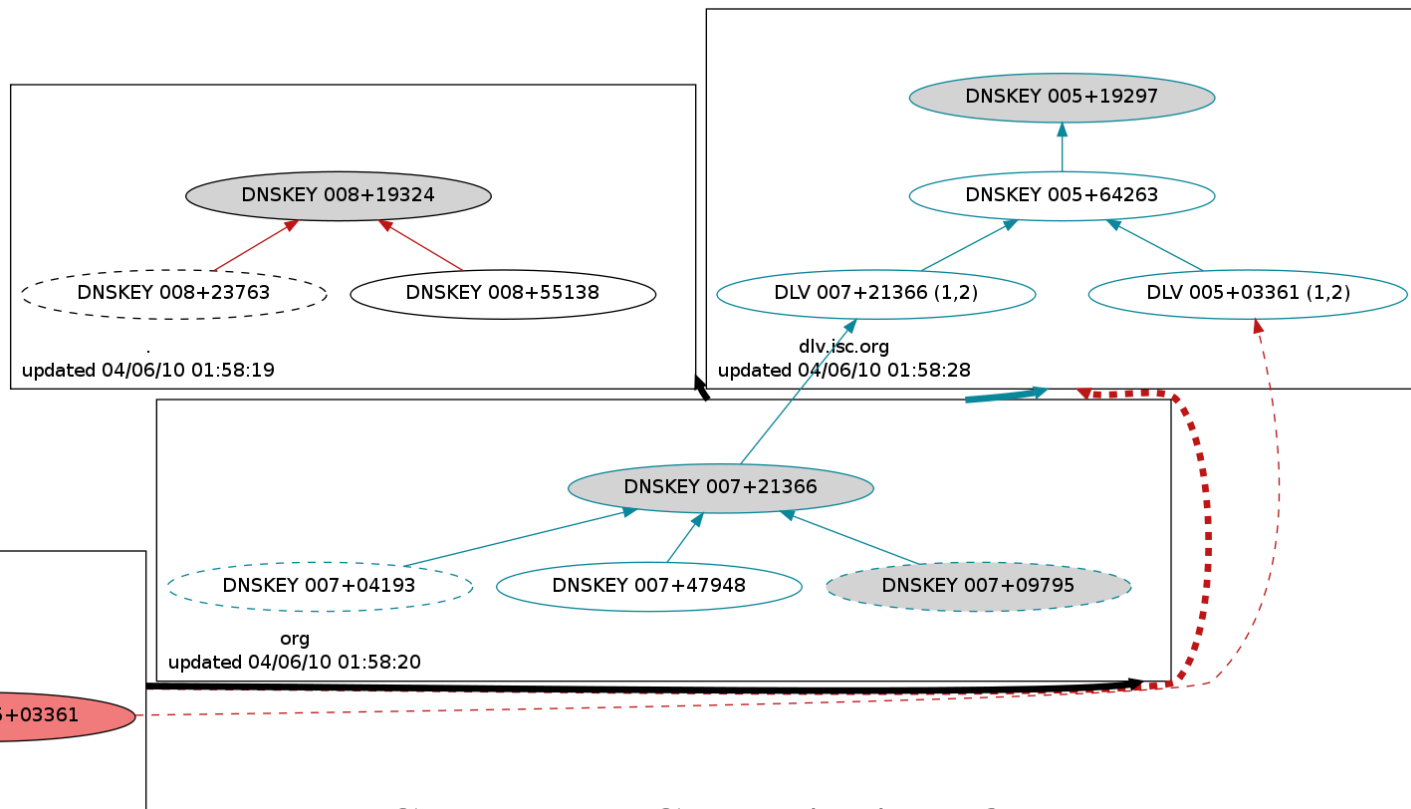 DNSKEY 005+19297
DNSKEY 008+19324
DNSKEY 005+64263
DNSKEY 008+23763
DNSKEY 008+55138
DLV 007+21366 (1,2)
DLV 005+03361 (1,2)
.
updated 04/06/10 01:58:19
dlv.isc.org
updated 04/06/10 01:58:28
DNSKEY 007+21366
DNSKEY 007+04193
DNSKEY 007+47948
DNSKEY 007+09795
org
updated 04/06/10 01:58:20
+03361